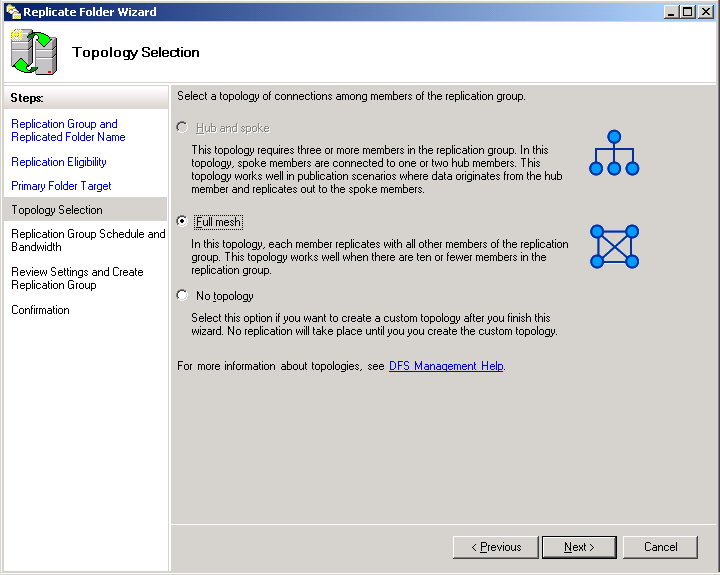 Replicate Folder Wizard
Topology Selection
Steps:
Replication Group and
Replicated Folder Name
Replication Eligibility
Primary Folder Target
Topology Selection
Replication Group Schedule and
Bandwidth
Review Settings and Create
Replication Group
Confirmation
Select a topology of connections among members of the replication group.
Hub and spoke
This topology requires three or more members in the replication group. In this
topology, spoke members are connected to one or two hub members. This
topology works well in publication scenarios where data originates from the hub
member and replicates out to the spoke members.
Full mesh
In this topology, each member replicates with all other members of the replication
group. This topology works well when there are ten or fewer members in the
replication group.
No topology
Select this option if you want to create a custom topology after you finish this
wizard. No replication will take place until you you create the custom topology.
For more information about topologies, see DFS Management Help.
< Previous
Next >
Cancel